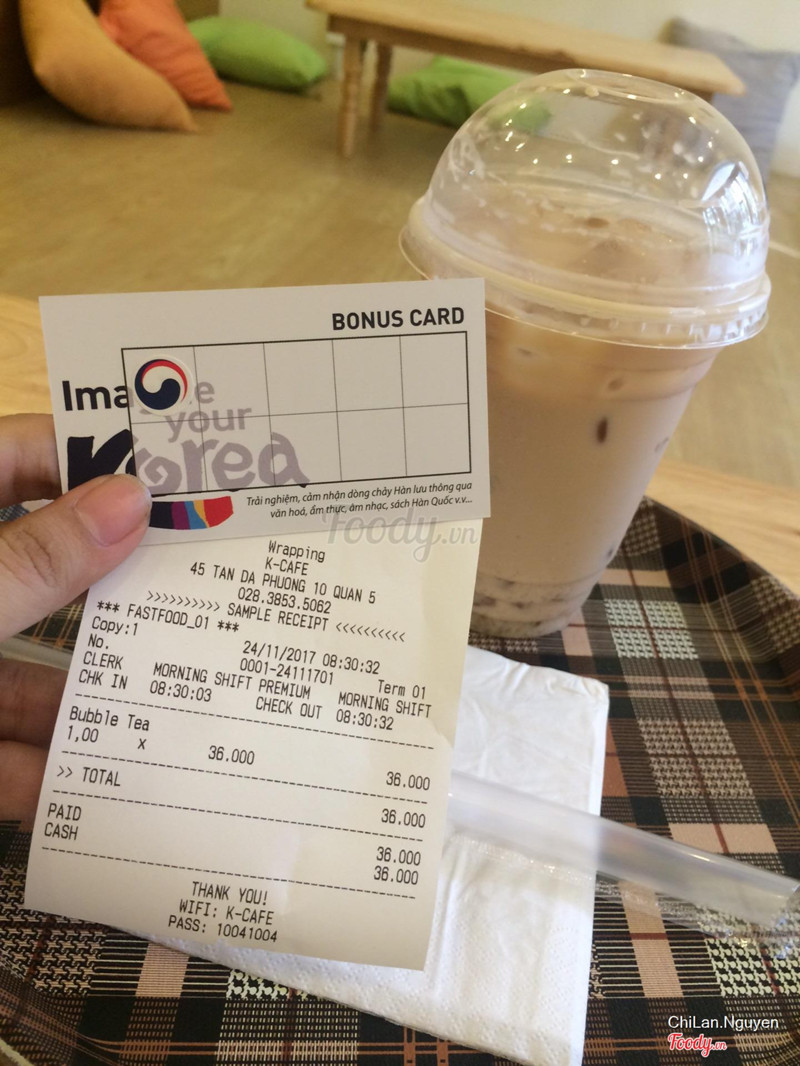 BONUS CARD
Imagine
your
Korea
Trải nghiệm, cảm nhận dòng chảy Hàn lưu thông qua
văn hoá, ẩm thực, âm nhạc, sách Hàn Quốc v.v...
Foody.vn
Wrapping
K-CAFE
45 TAN DA PHUONG 10 QUAN 5
028.3853.5062
>>>>>>>>>> SAMPLE RECEIPT <<<<<<<<<<
*** FASTFOOD_01 ***
Copy:1 24/11/2017 08:30:32
No. 0001-24111701 Term 01
CLERK MORNING SHIFT PREMIUM MORNING SHIFT
CHK IN 08:30:03 CHECK OUT 08:30:32
Bubble Tea
1,00 x 36.000 36.000
>> TOTAL 36.000
PAID 36.000
CASH 36.000
THANK YOU!
WIFI: K-CAFE
PASS: 10041004
ChiLan.Nguyen
Foody.vn